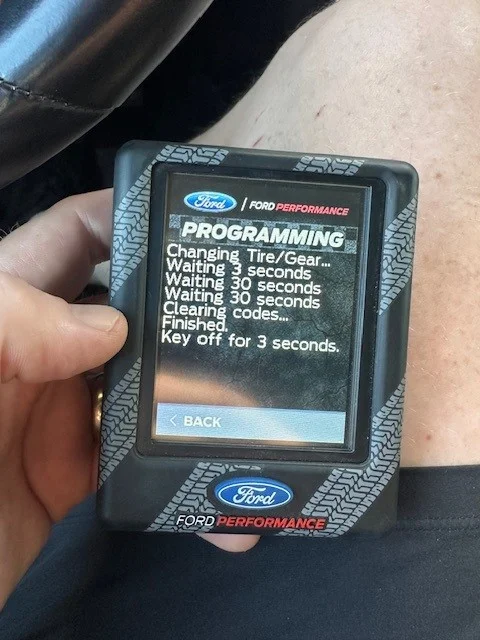 Ford / FORD PERFORMANCE
PROGRAMMING
Changing Tire/Gear...
Waiting 3 seconds
Waiting 30 seconds
Waiting 30 seconds
Clearing codes...
Finished.
Key off for 3 seconds.
< BACK
Ford
FORD PERFORMANCE